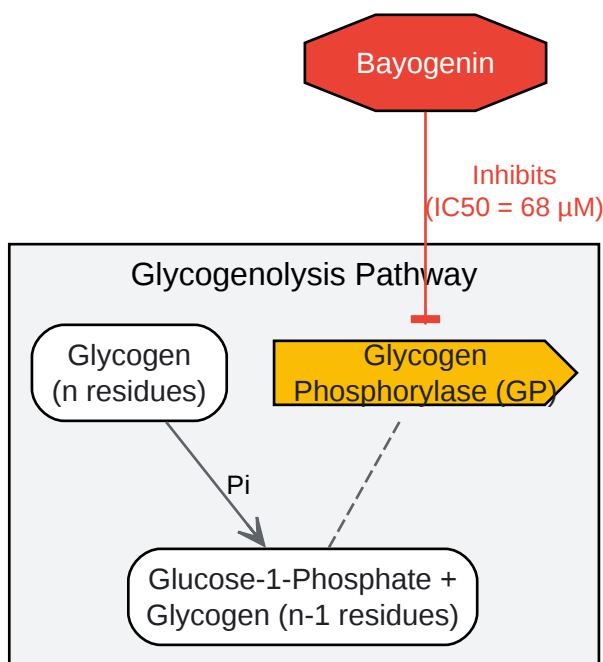 Bayogenin
Inhibits
(IC50 = 68 µM)
Glycogenolysis Pathway
Glycogen
(n residues)
Glycogen
Phosphorylase (GP)
Pi
Glucose-1-Phosphate +
Glycogen (n-1 residues)